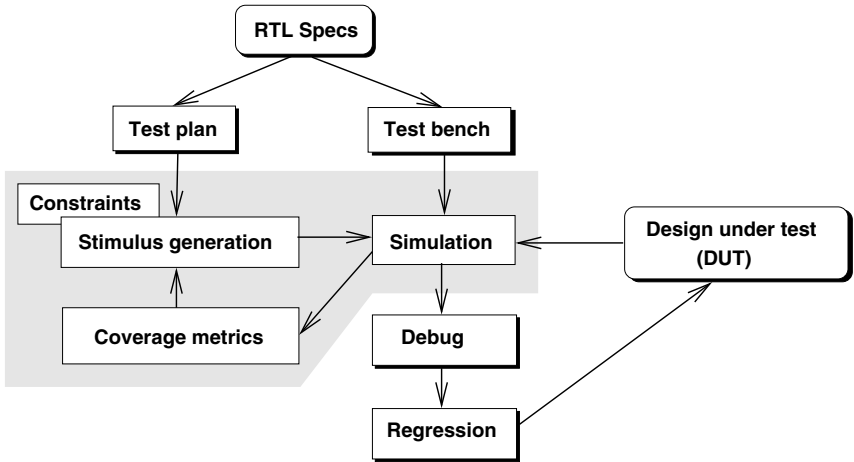 RTL Specs
Test plan
Test bench
Constraints
Stimulus generation
Simulation
Design under test
(DUT)
Coverage metrics
Debug
Regression